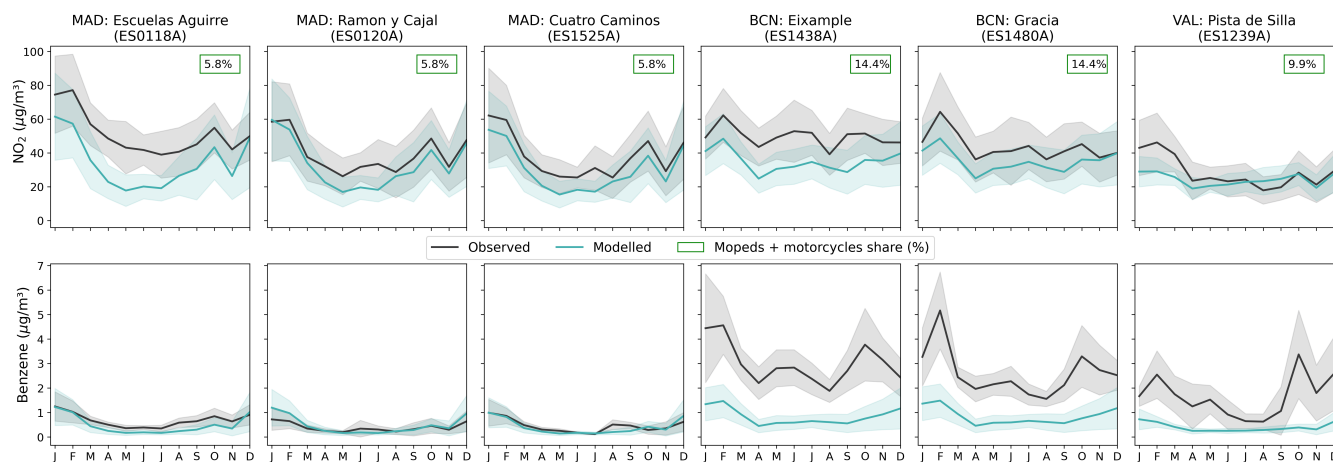 MAD: Escuelas Aguirre
(ES0118A)
MAD: Ramon y Cajal
(ES0120A)
MAD: Cuatro Caminos
(ES1525A)
BCN: Eixample
(ES1438A)
BCN: Gracia
(ES1480A)
VAL: Pista de Silla
(ES1239A)
NO₂ (μg/m³)
100
80
60
40
20
0
5.8%
5.8%
5.8%
14.4%
14.4%
9.9%
Observed
Modelled
Mopeds + motorcycles share (%)
Benzene (μg/m³)
7
6
5
4
3
2
1
0
J F M A M J J A S O N D
J F M A M J J A S O N D
J F M A M J J A S O N D
J F M A M J J A S O N D
J F M A M J J A S O N D
J F M A M J J A S O N D